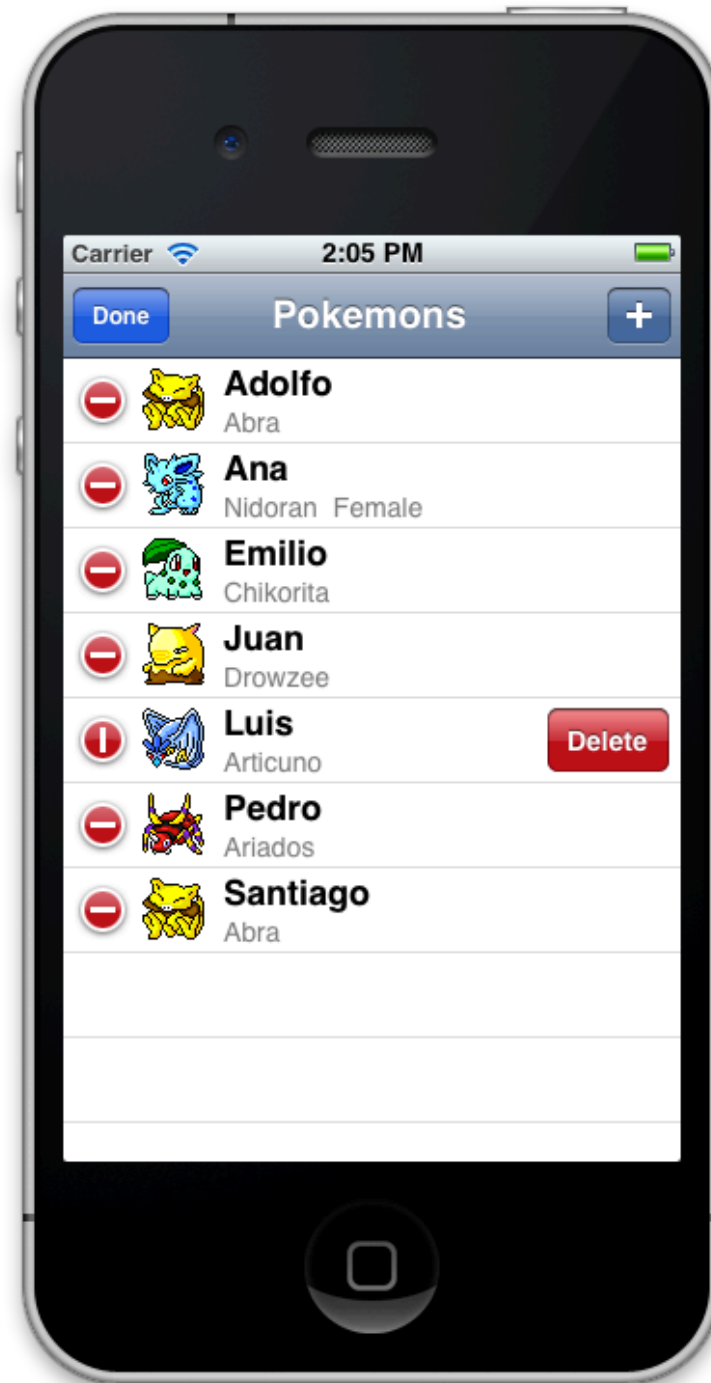 Carrier 2:05 PM
Done Pokemons +
Adolfo
Abra
Ana
Nidoran  Female
Emilio
Chikorita
Juan
Drowzee
Luis
Articuno
Delete
Pedro
Ariados
Santiago
Abra